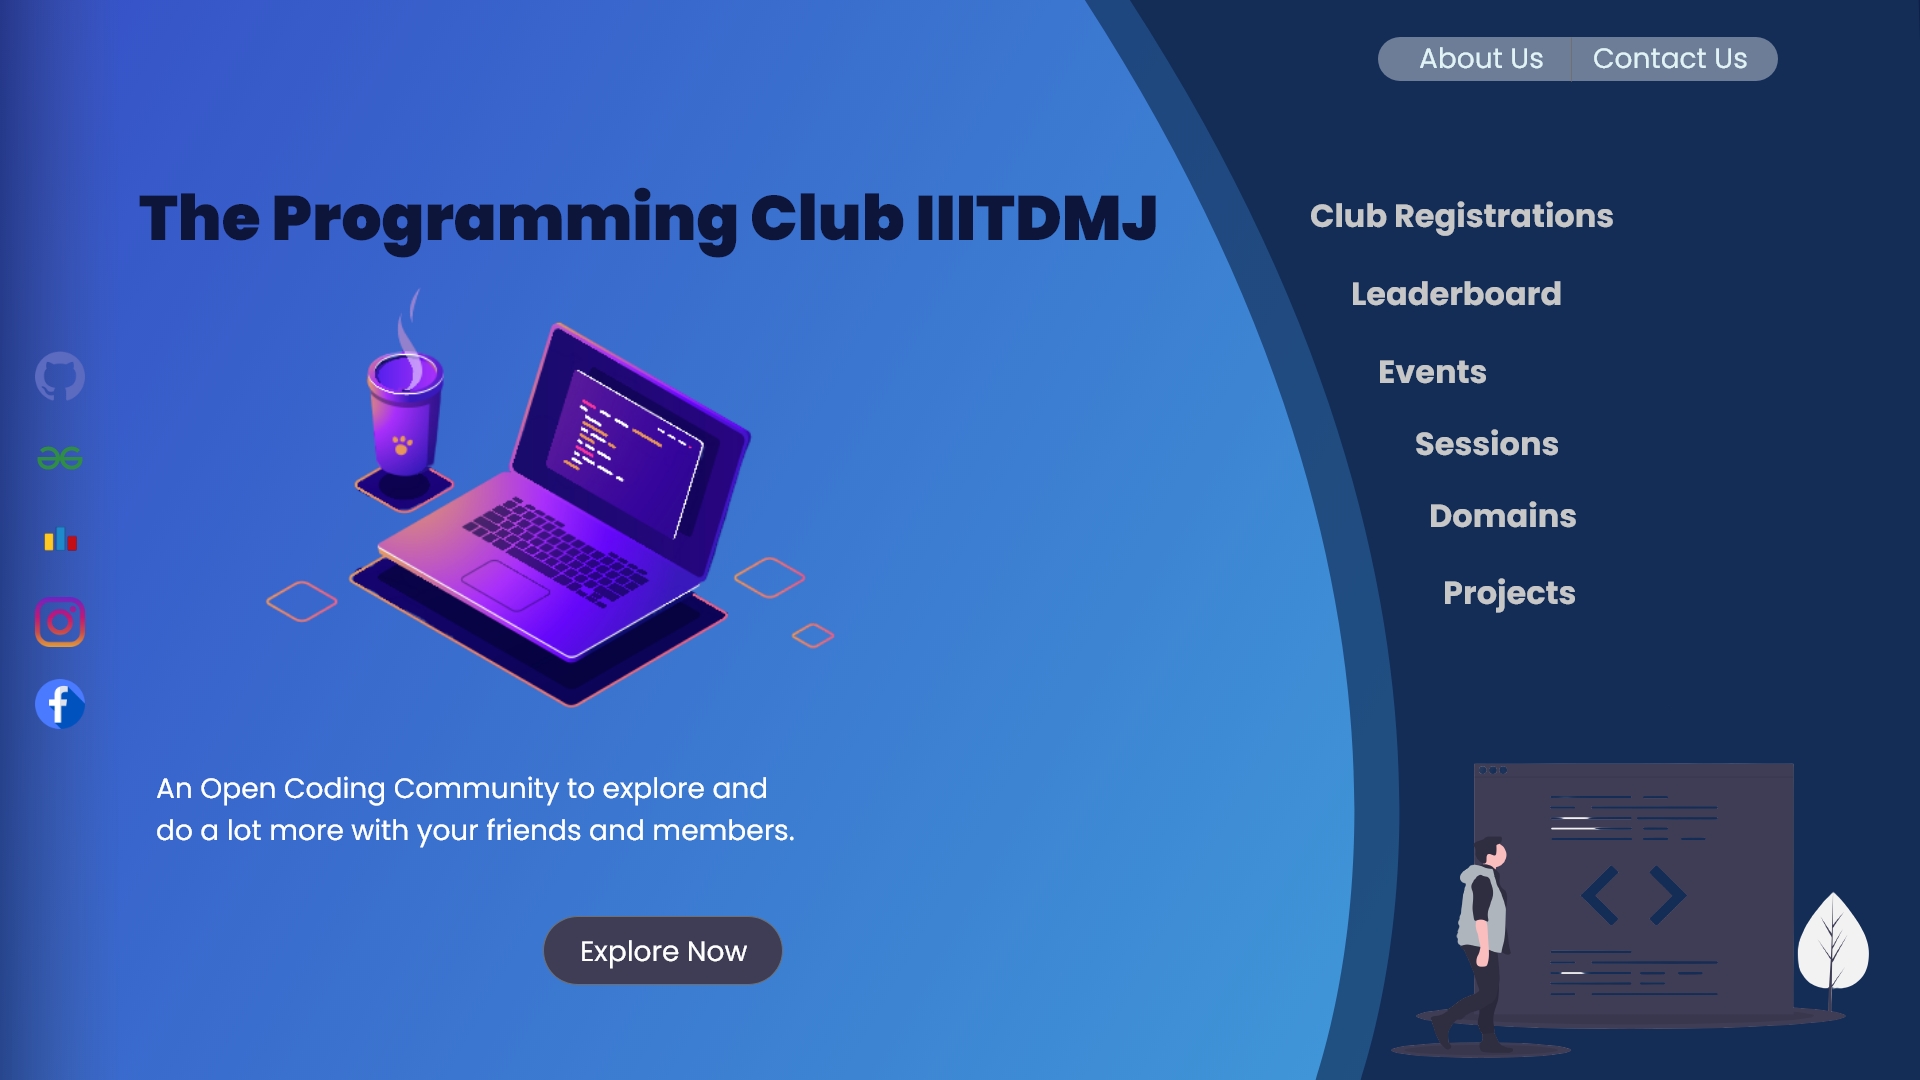 About Us
Contact Us
The Programming Club IIITDMJ
Club Registrations
Leaderboard
Events
Sessions
Domains
Projects
An Open Coding Community to explore and
do a lot more with your friends and members.
Explore Now